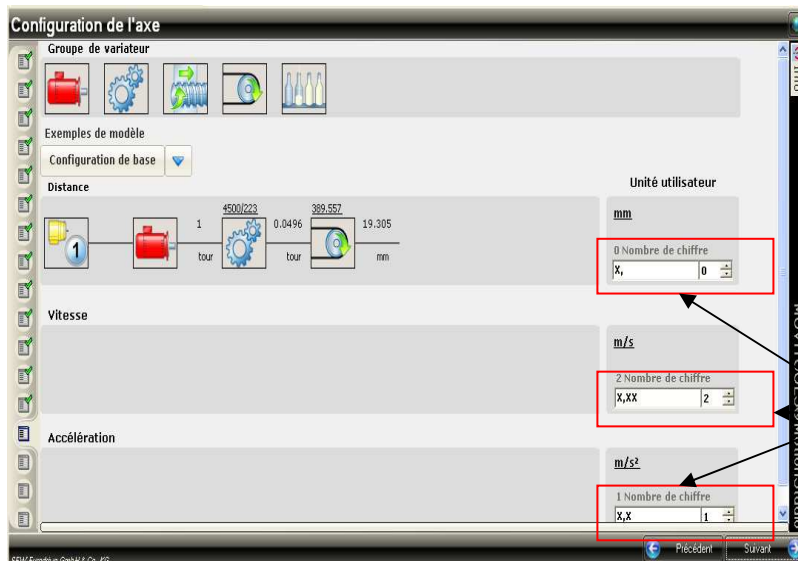 Configuration de l'axe
Groupe de variateur
Exemples de modèle
Configuration de base
Distance
Unité utilisateur
1
1
tour
4500/223
0.0496
tour
389.557
19.305
mm
mm
0 Nombre de chiffre
X,
0
Vitesse
m/s
2 Nombre de chiffre
X,XX
2
Accélération
m/s²
1 Nombre de chiffre
X,X
1
Précédent
Suivant